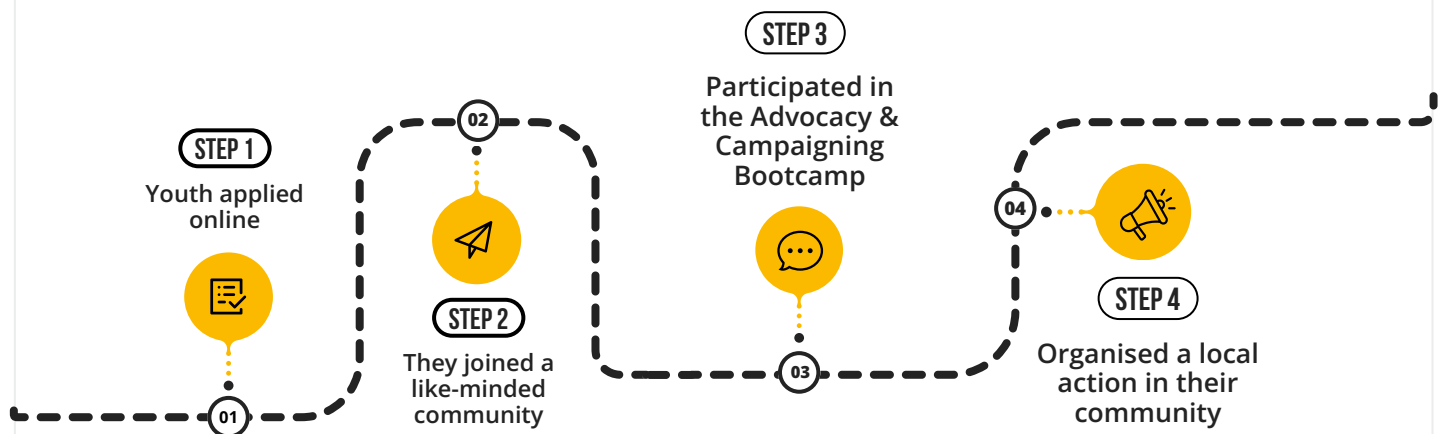 STEP 1
Youth applied
online
01
02
STEP 2
They joined a
like-minded
community
STEP 3
Participated in
the Advocacy &
Campaigning
Bootcamp
03
04
STEP 4
Organised a local
action in their
community